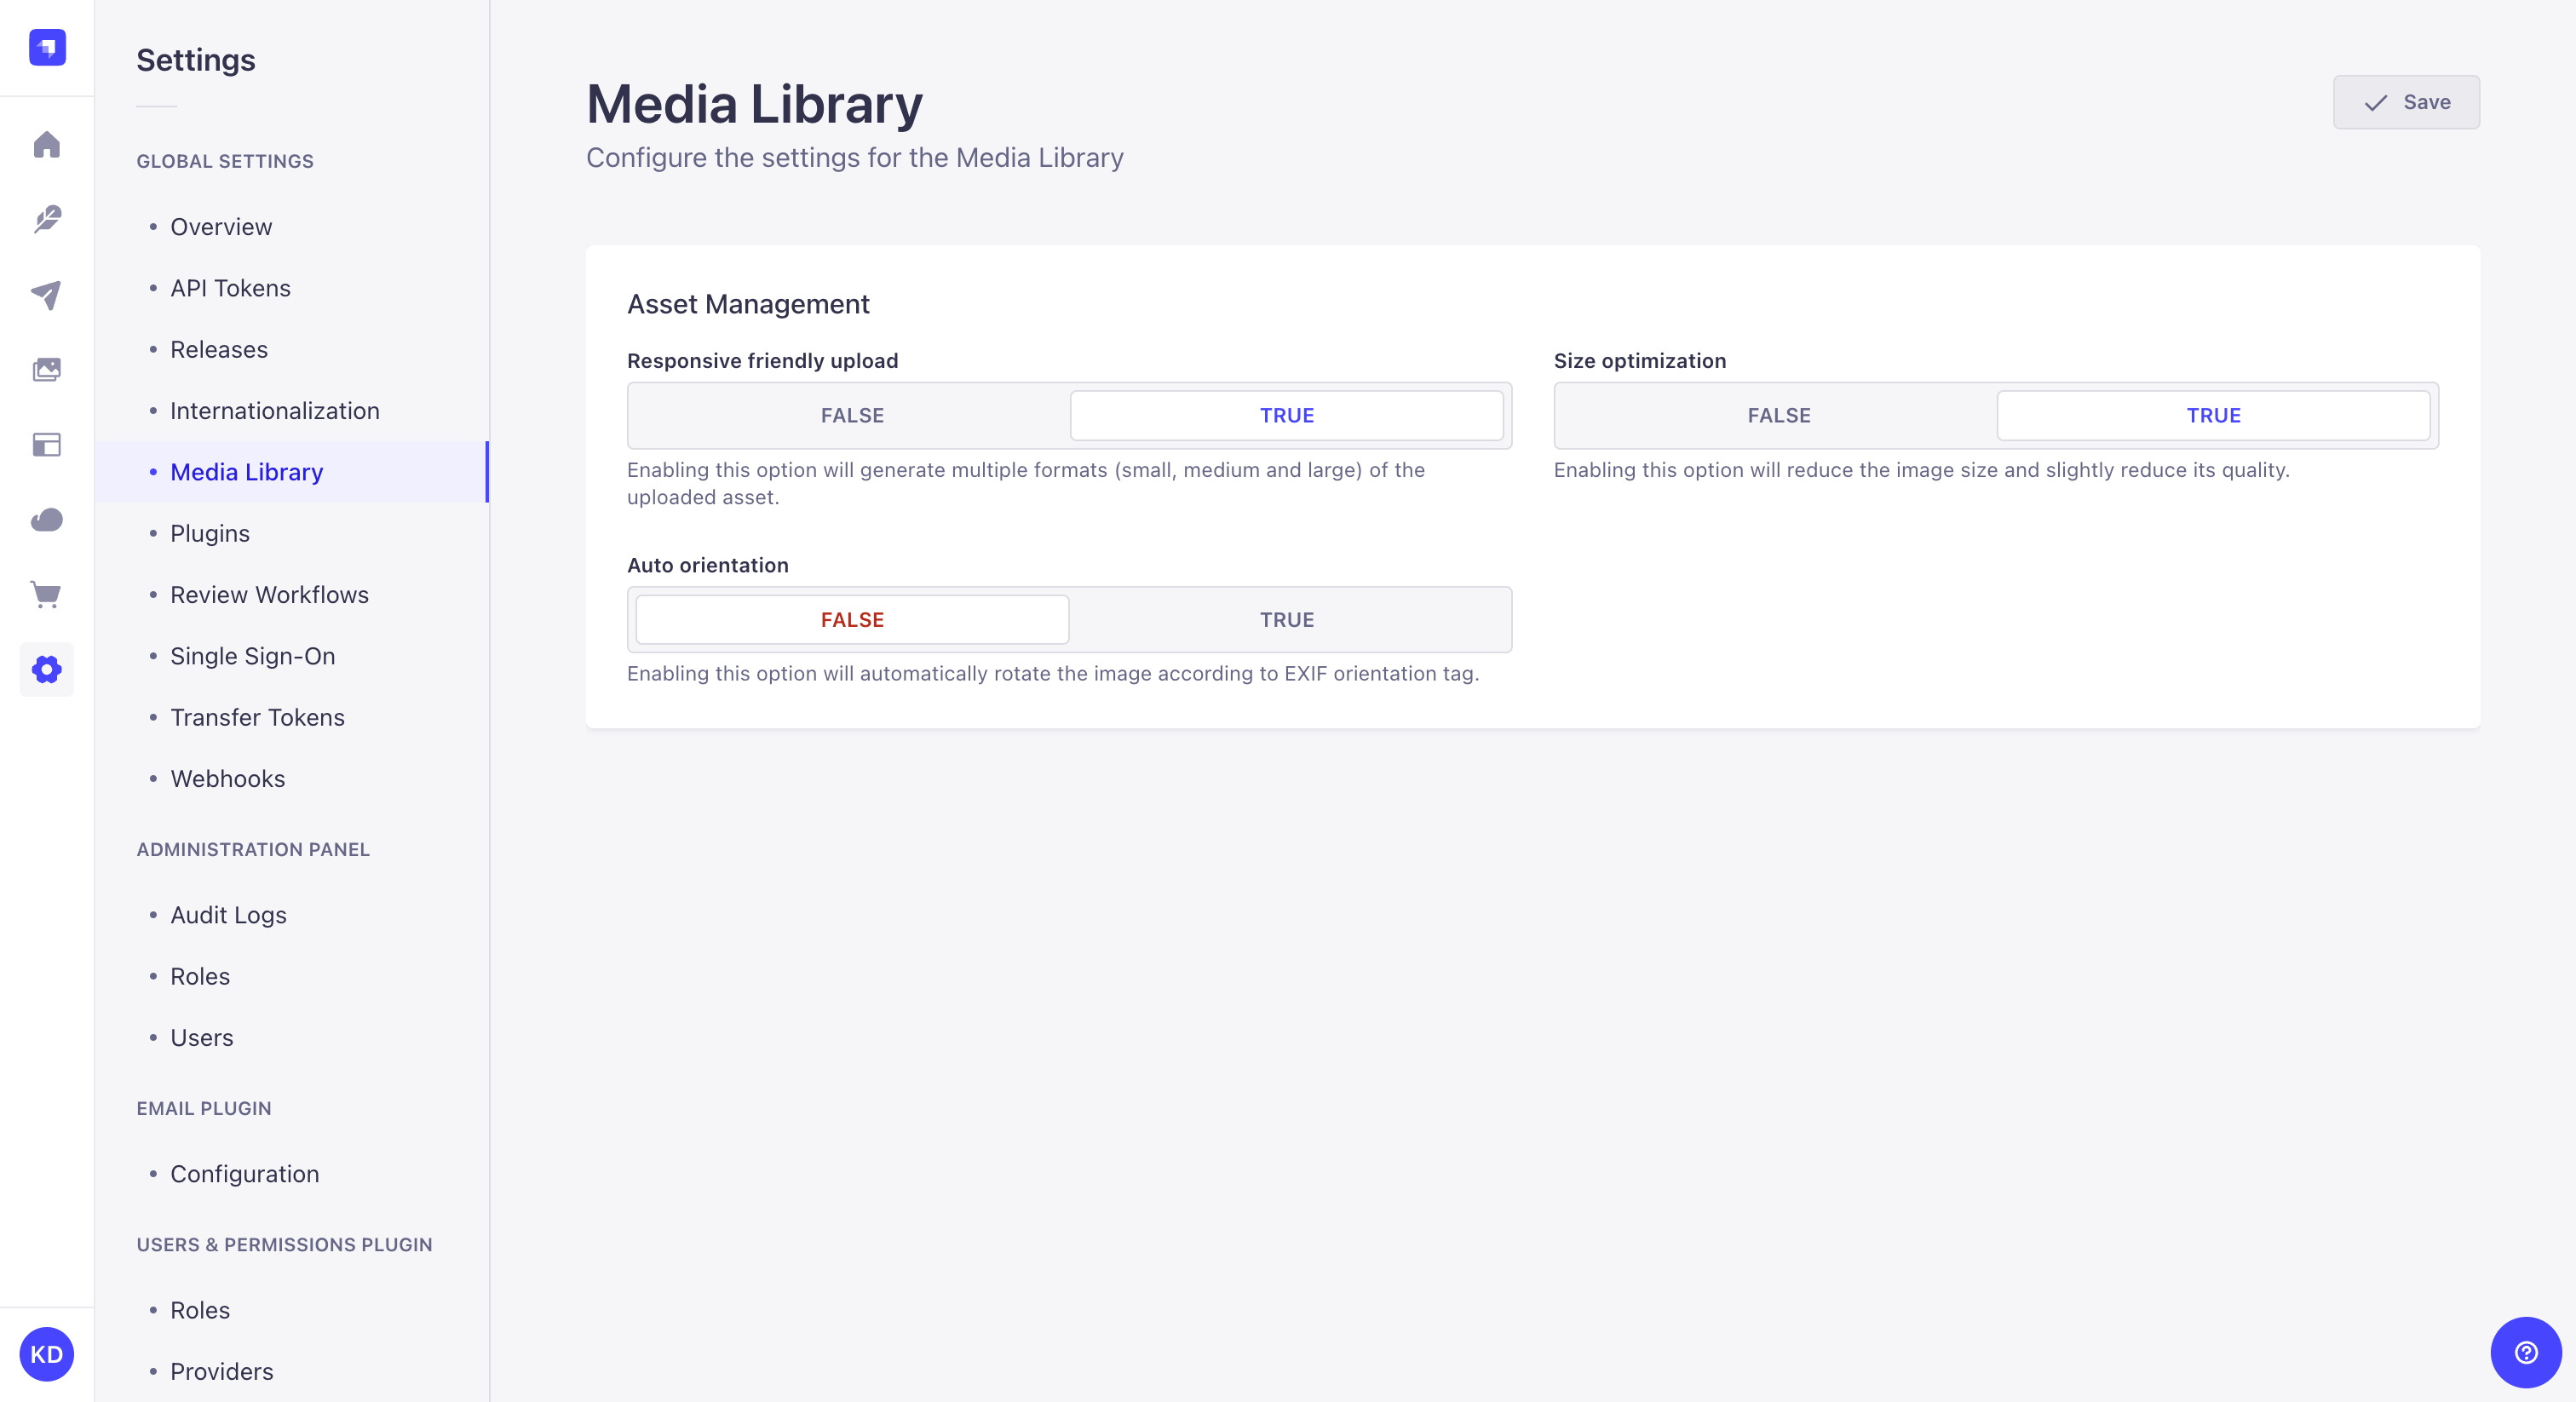 Settings
GLOBAL SETTINGS
Overview
API Tokens
Releases
Internationalization
Media Library
Plugins
Review Workflows
Single Sign-On
Transfer Tokens
Webhooks
ADMINISTRATION PANEL
Audit Logs
Roles
Users
EMAIL PLUGIN
Configuration
USERS & PERMISSIONS PLUGIN
Roles
Providers
KD
Media Library
Configure the settings for the Media Library
Save
Asset Management
Responsive friendly upload
FALSE TRUE
Enabling this option will generate multiple formats (small, medium and large) of the
uploaded asset.
Size optimization
FALSE TRUE
Enabling this option will reduce the image size and slightly reduce its quality.
Auto orientation
FALSE TRUE
Enabling this option will automatically rotate the image according to EXIF orientation tag.